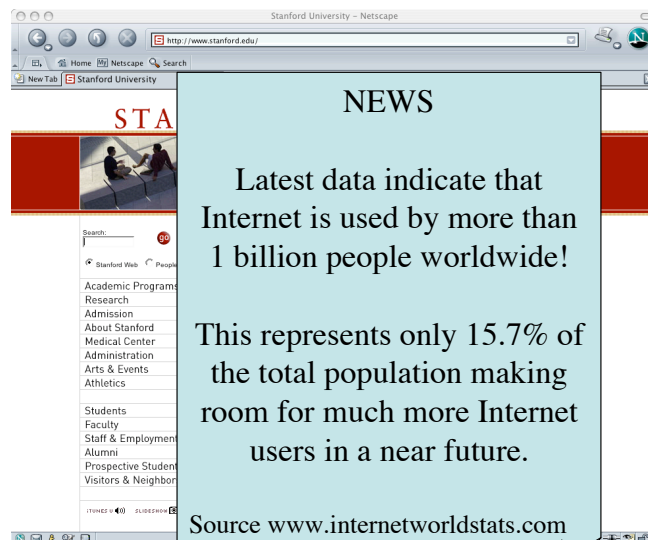 Stanford University – Netscape
http://www.stanford.edu/
Home My Netscape Search
New Tab Stanford University
STA
NEWS
Latest data indicate that
Internet is used by more than
1 billion people worldwide!
This represents only 15.7% of
the total population making
room for much more Internet
users in a near future.
Source www.internetworldstats.com
Search:
go
Stanford Web People
Academic Programs
Research
Admission
About Stanford
Medical Center
Administration
Arts & Events
Athletics
Students
Faculty
Staff & Employment
Alumni
Prospective Student
Visitors & Neighbor
iTUNES U SLIDESHOW